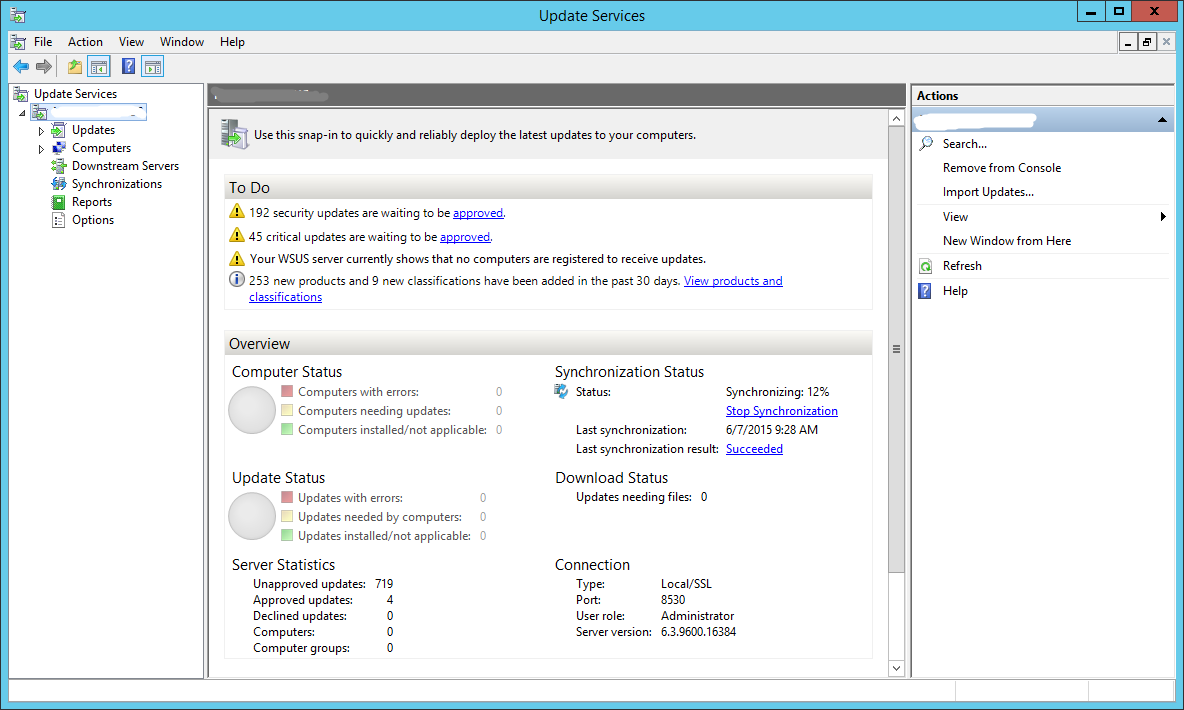 Update Services
File Action View Window Help
Update Services
Updates
Computers
Downstream Servers
Synchronizations
Reports
Options
Use this snap-in to quickly and reliably deploy the latest updates to your computers.
To Do
192 security updates are waiting to be approved.
45 critical updates are waiting to be approved.
Your WSUS server currently shows that no computers are registered to receive updates.
253 new products and 9 new classifications have been added in the past 30 days. View products and
classifications
Overview
Computer Status
Computers with errors: 0
Computers needing updates: 0
Computers installed/not applicable: 0
Synchronization Status
Status: Synchronizing: 12%
Stop Synchronization
Last synchronization: 6/7/2015 9:28 AM
Last synchronization result: Succeeded
Update Status
Updates with errors: 0
Updates needed by computers: 0
Updates installed/not applicable: 0
Download Status
Updates needing files: 0
Server Statistics
Unapproved updates: 719
Approved updates: 4
Declined updates: 0
Computers: 0
Computer groups: 0
Connection
Type: Local/SSL
Port: 8530
User role: Administrator
Server version: 6.3.9600.16384
Actions
Search...
Remove from Console
Import Updates...
View
New Window from Here
Refresh
Help